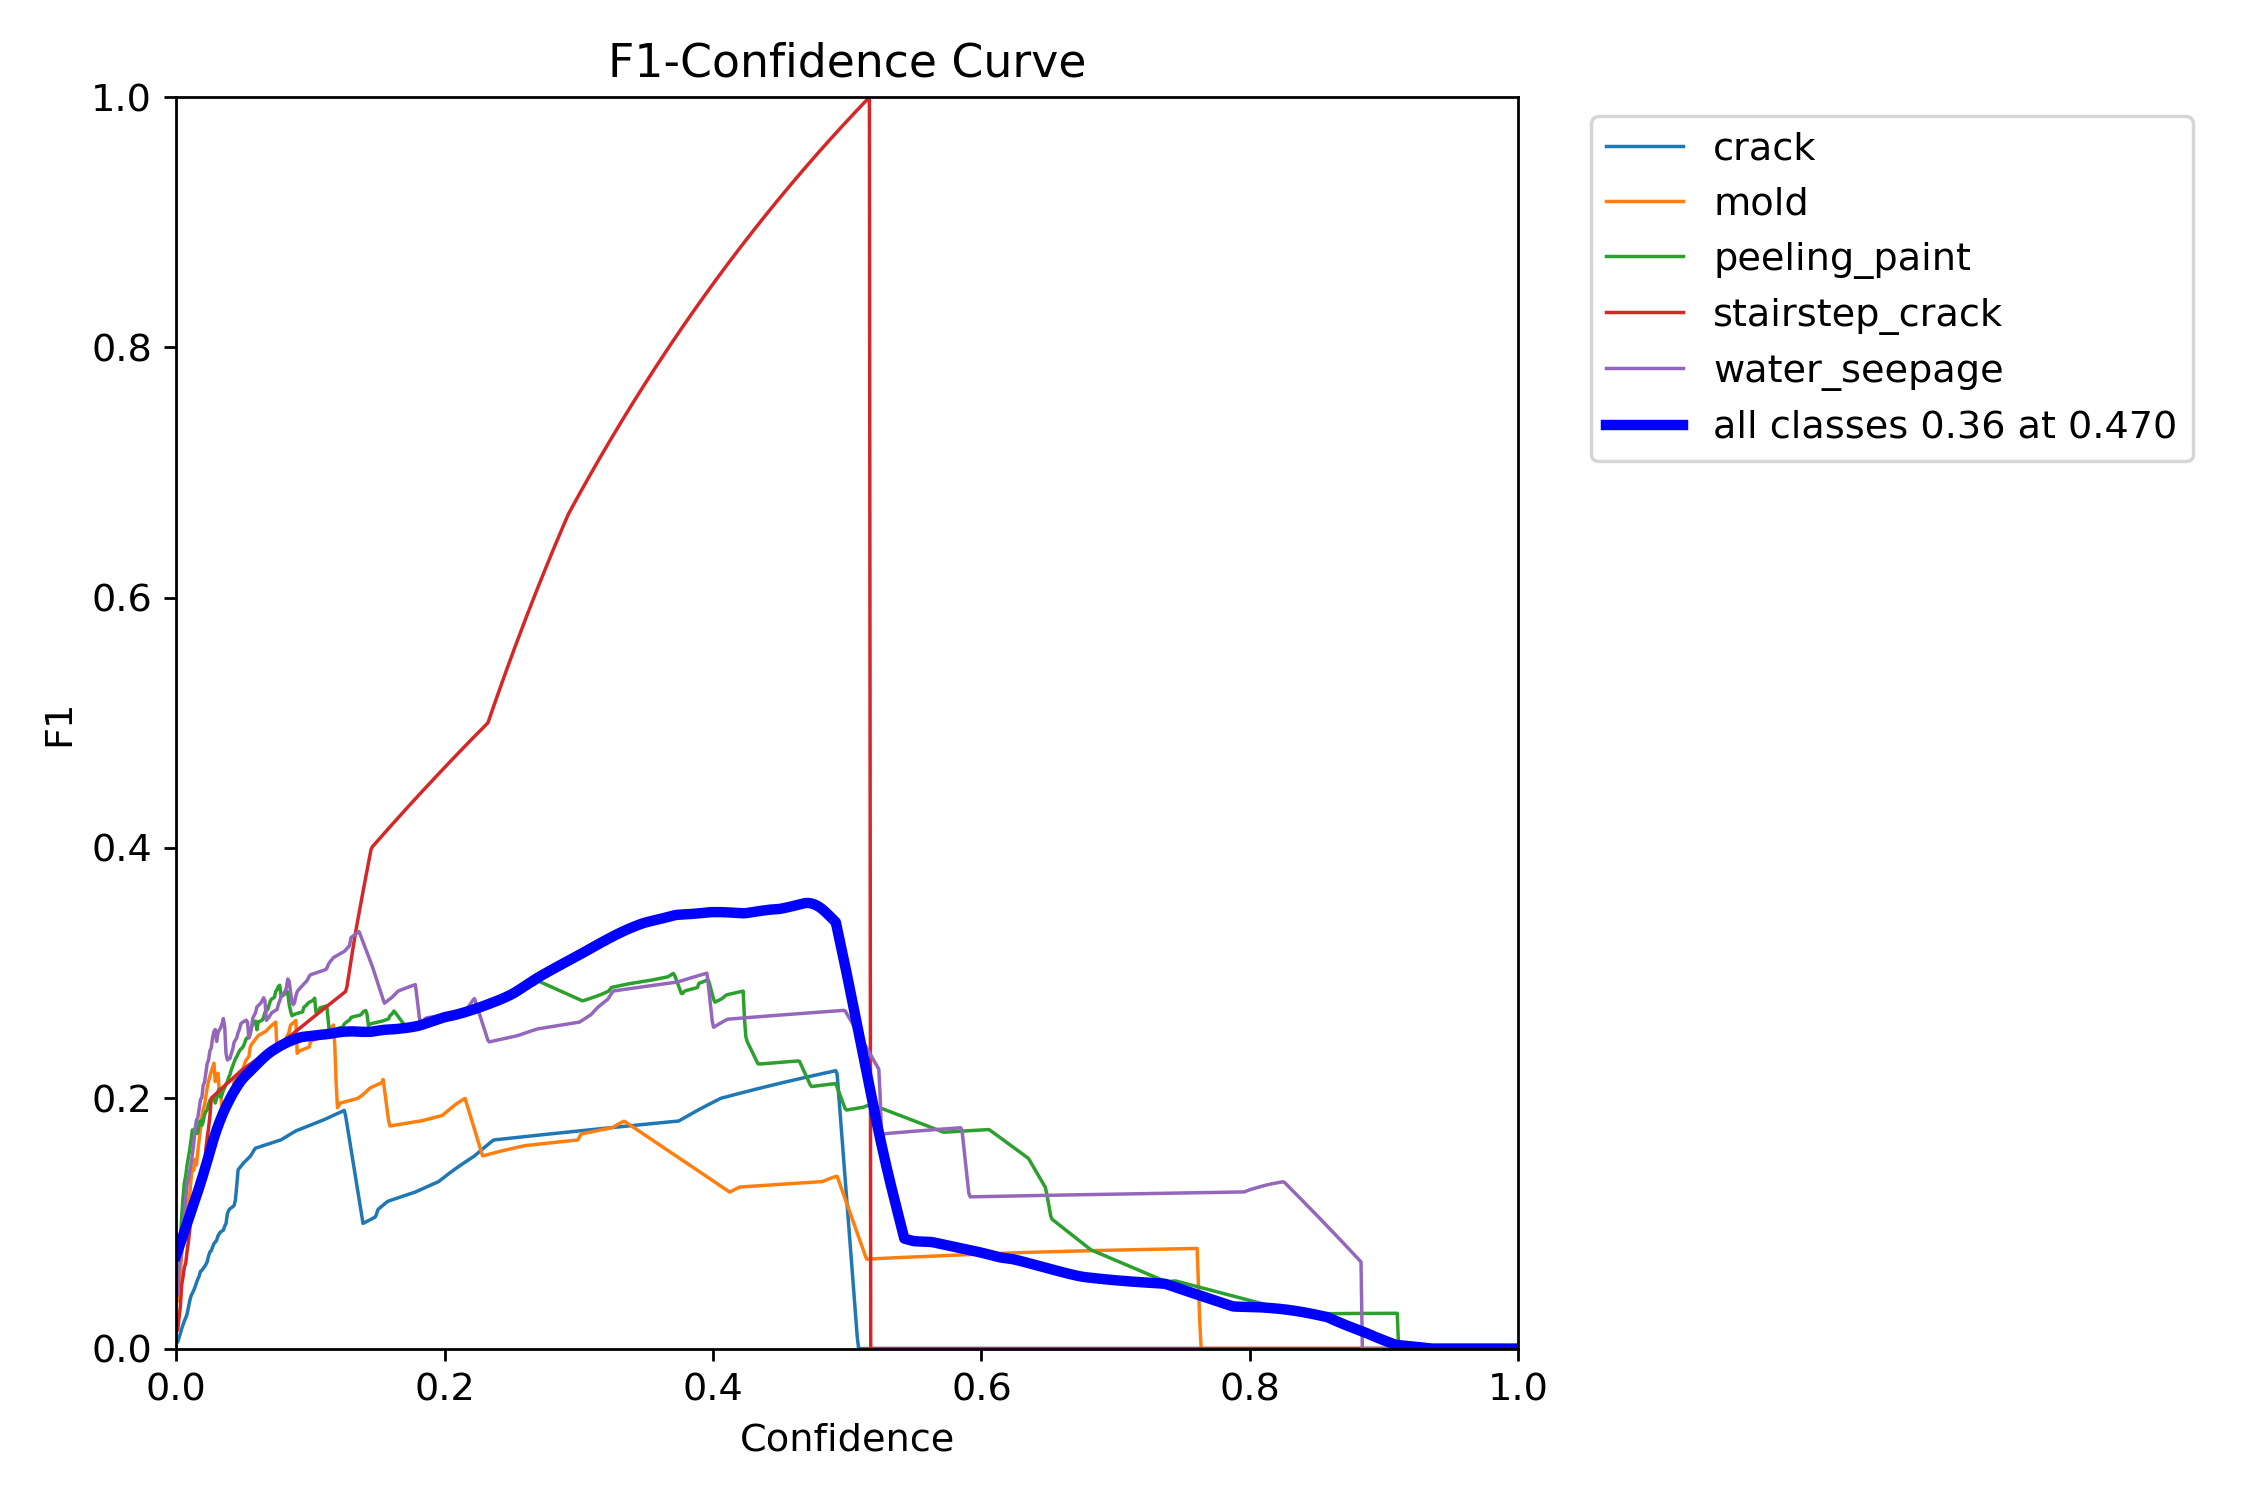 F1-Confidence Curve
1.0
0.8
0.6
0.4
0.2
0.0
F1
0.0 0.2 0.4 0.6 0.8 1.0
Confidence
crack
mold
peeling_paint
stairstep_crack
water_seepage
all classes 0.36 at 0.470